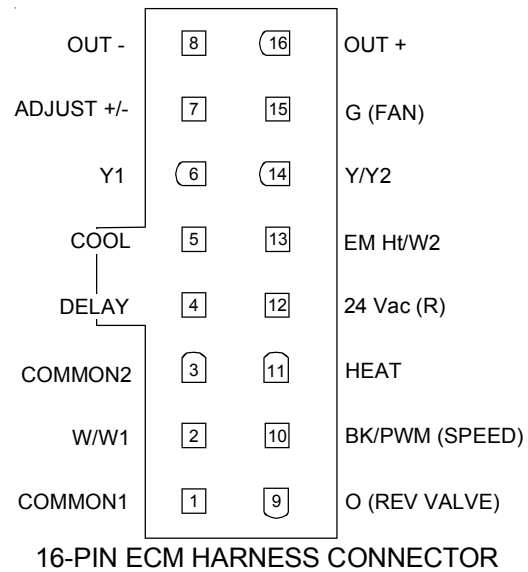 OUT - 8 16 OUT +
ADJUST +/- 7 15 G (FAN)
Y1 6 14 Y/Y2
COOL 5 13 EM Ht/W2
DELAY 4 12 24 Vac (R)
COMMON2 3 11 HEAT
W/W1 2 10 BK/PWM (SPEED)
COMMON1 1 9 O (REV VALVE)
16-PIN ECM HARNESS CONNECTOR